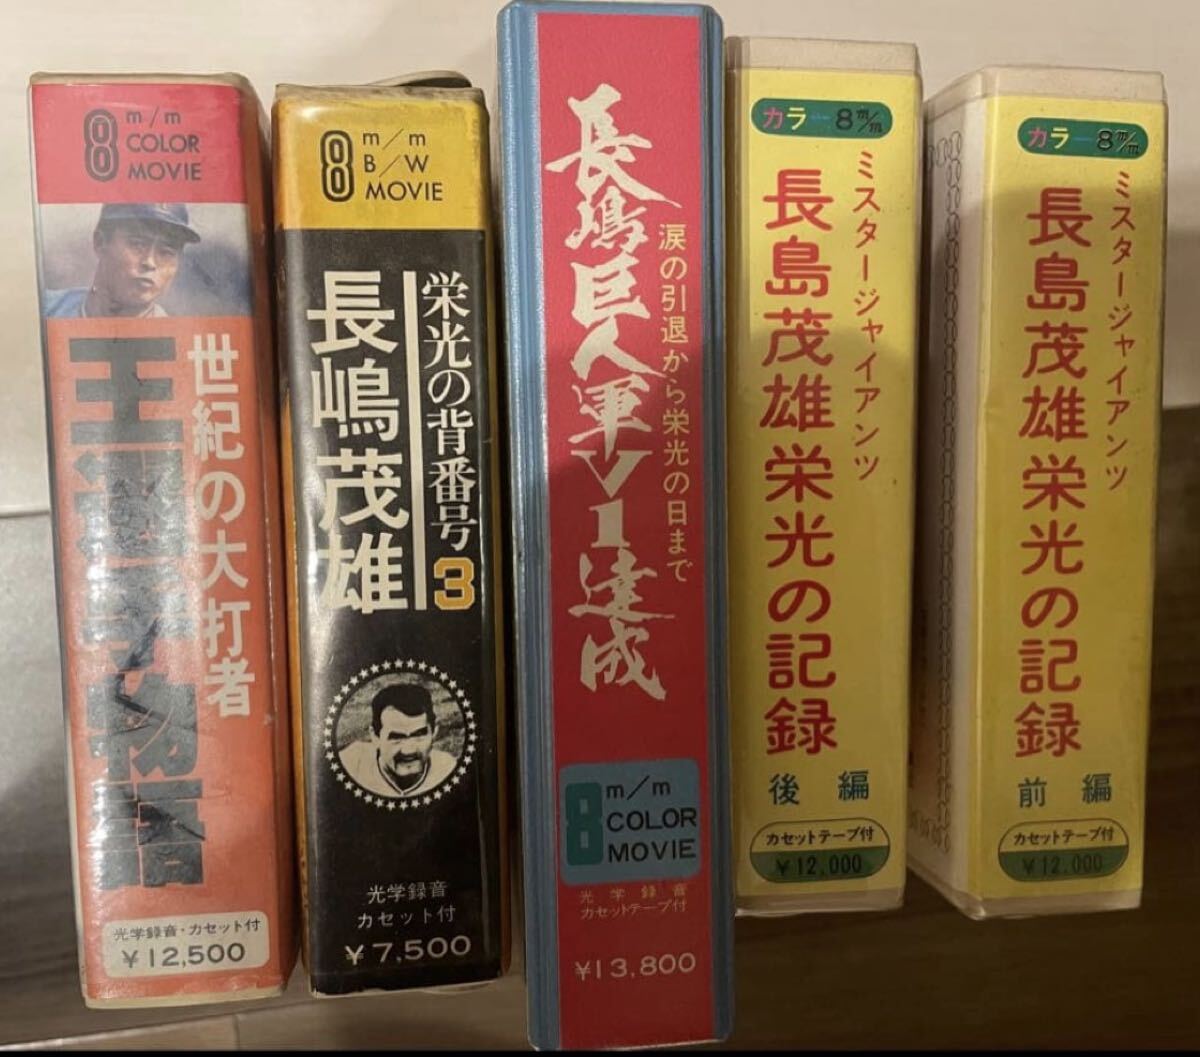 8 m/m
COLOR
MOVIE
世紀の大打者
王選手物語
光学録音・カセット付
￥12,500
8 m/m
B/W
MOVIE
栄光の背番号3
長嶋茂雄
光学録音
カセット付
￥7,500
涙の引退から栄光の日まで
長嶋巨人軍V1達成
8 m/m
COLOR
MOVIE
光学録音
カセットテープ付
￥13,800
カラー8m/m
ミスタージャイアンツ
長島茂雄栄光の記録
後編
カセットテープ付
￥12,000
カラー8m/m
ミスタージャイアンツ
長島茂雄栄光の記録
前編
カセットテープ付
￥12,000